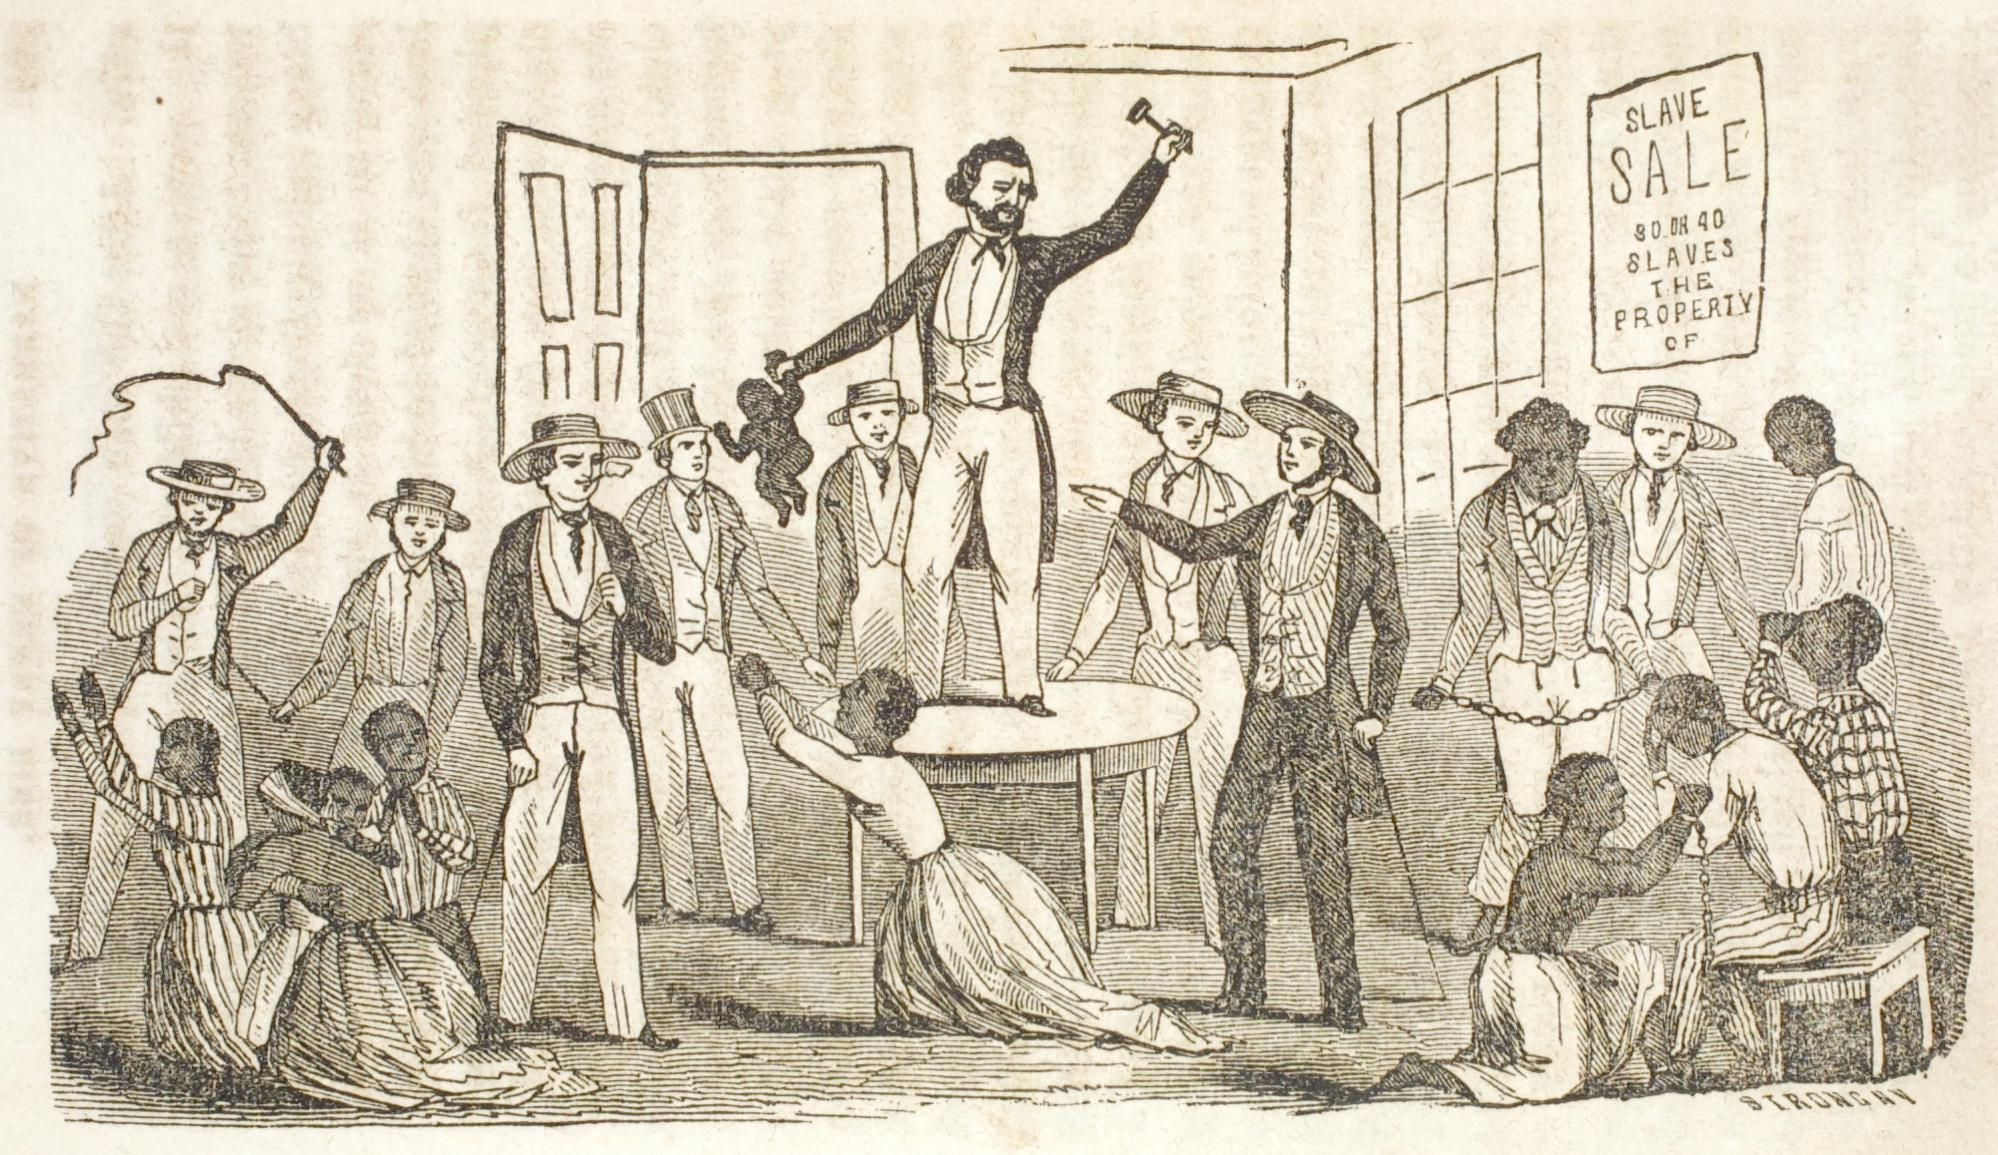 SLAVE
SALE
30. OR 40
SLAVES
THE
PROPERTY
OF
STRONG NY